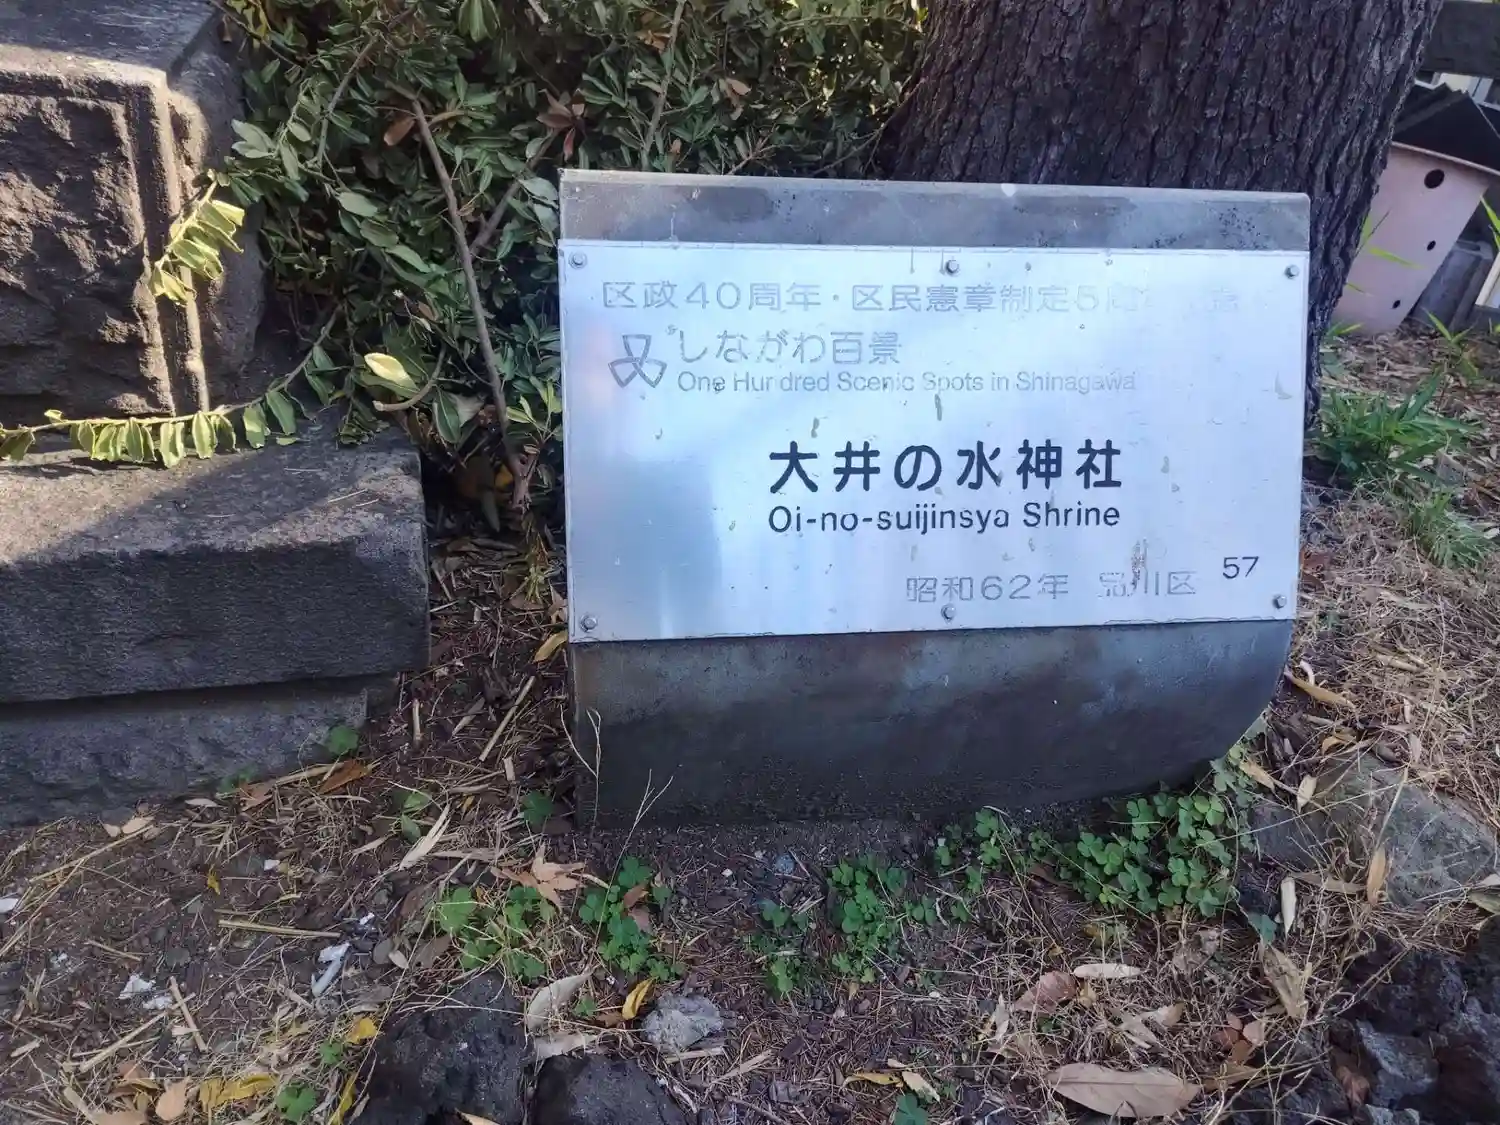 区政40周年・区民憲章制定5周
しながわ百景
One Hundred Scenic Spots in Shinagawa
大井の水神社
Oi-no-suijinsya Shrine
昭和62年 品川区 57